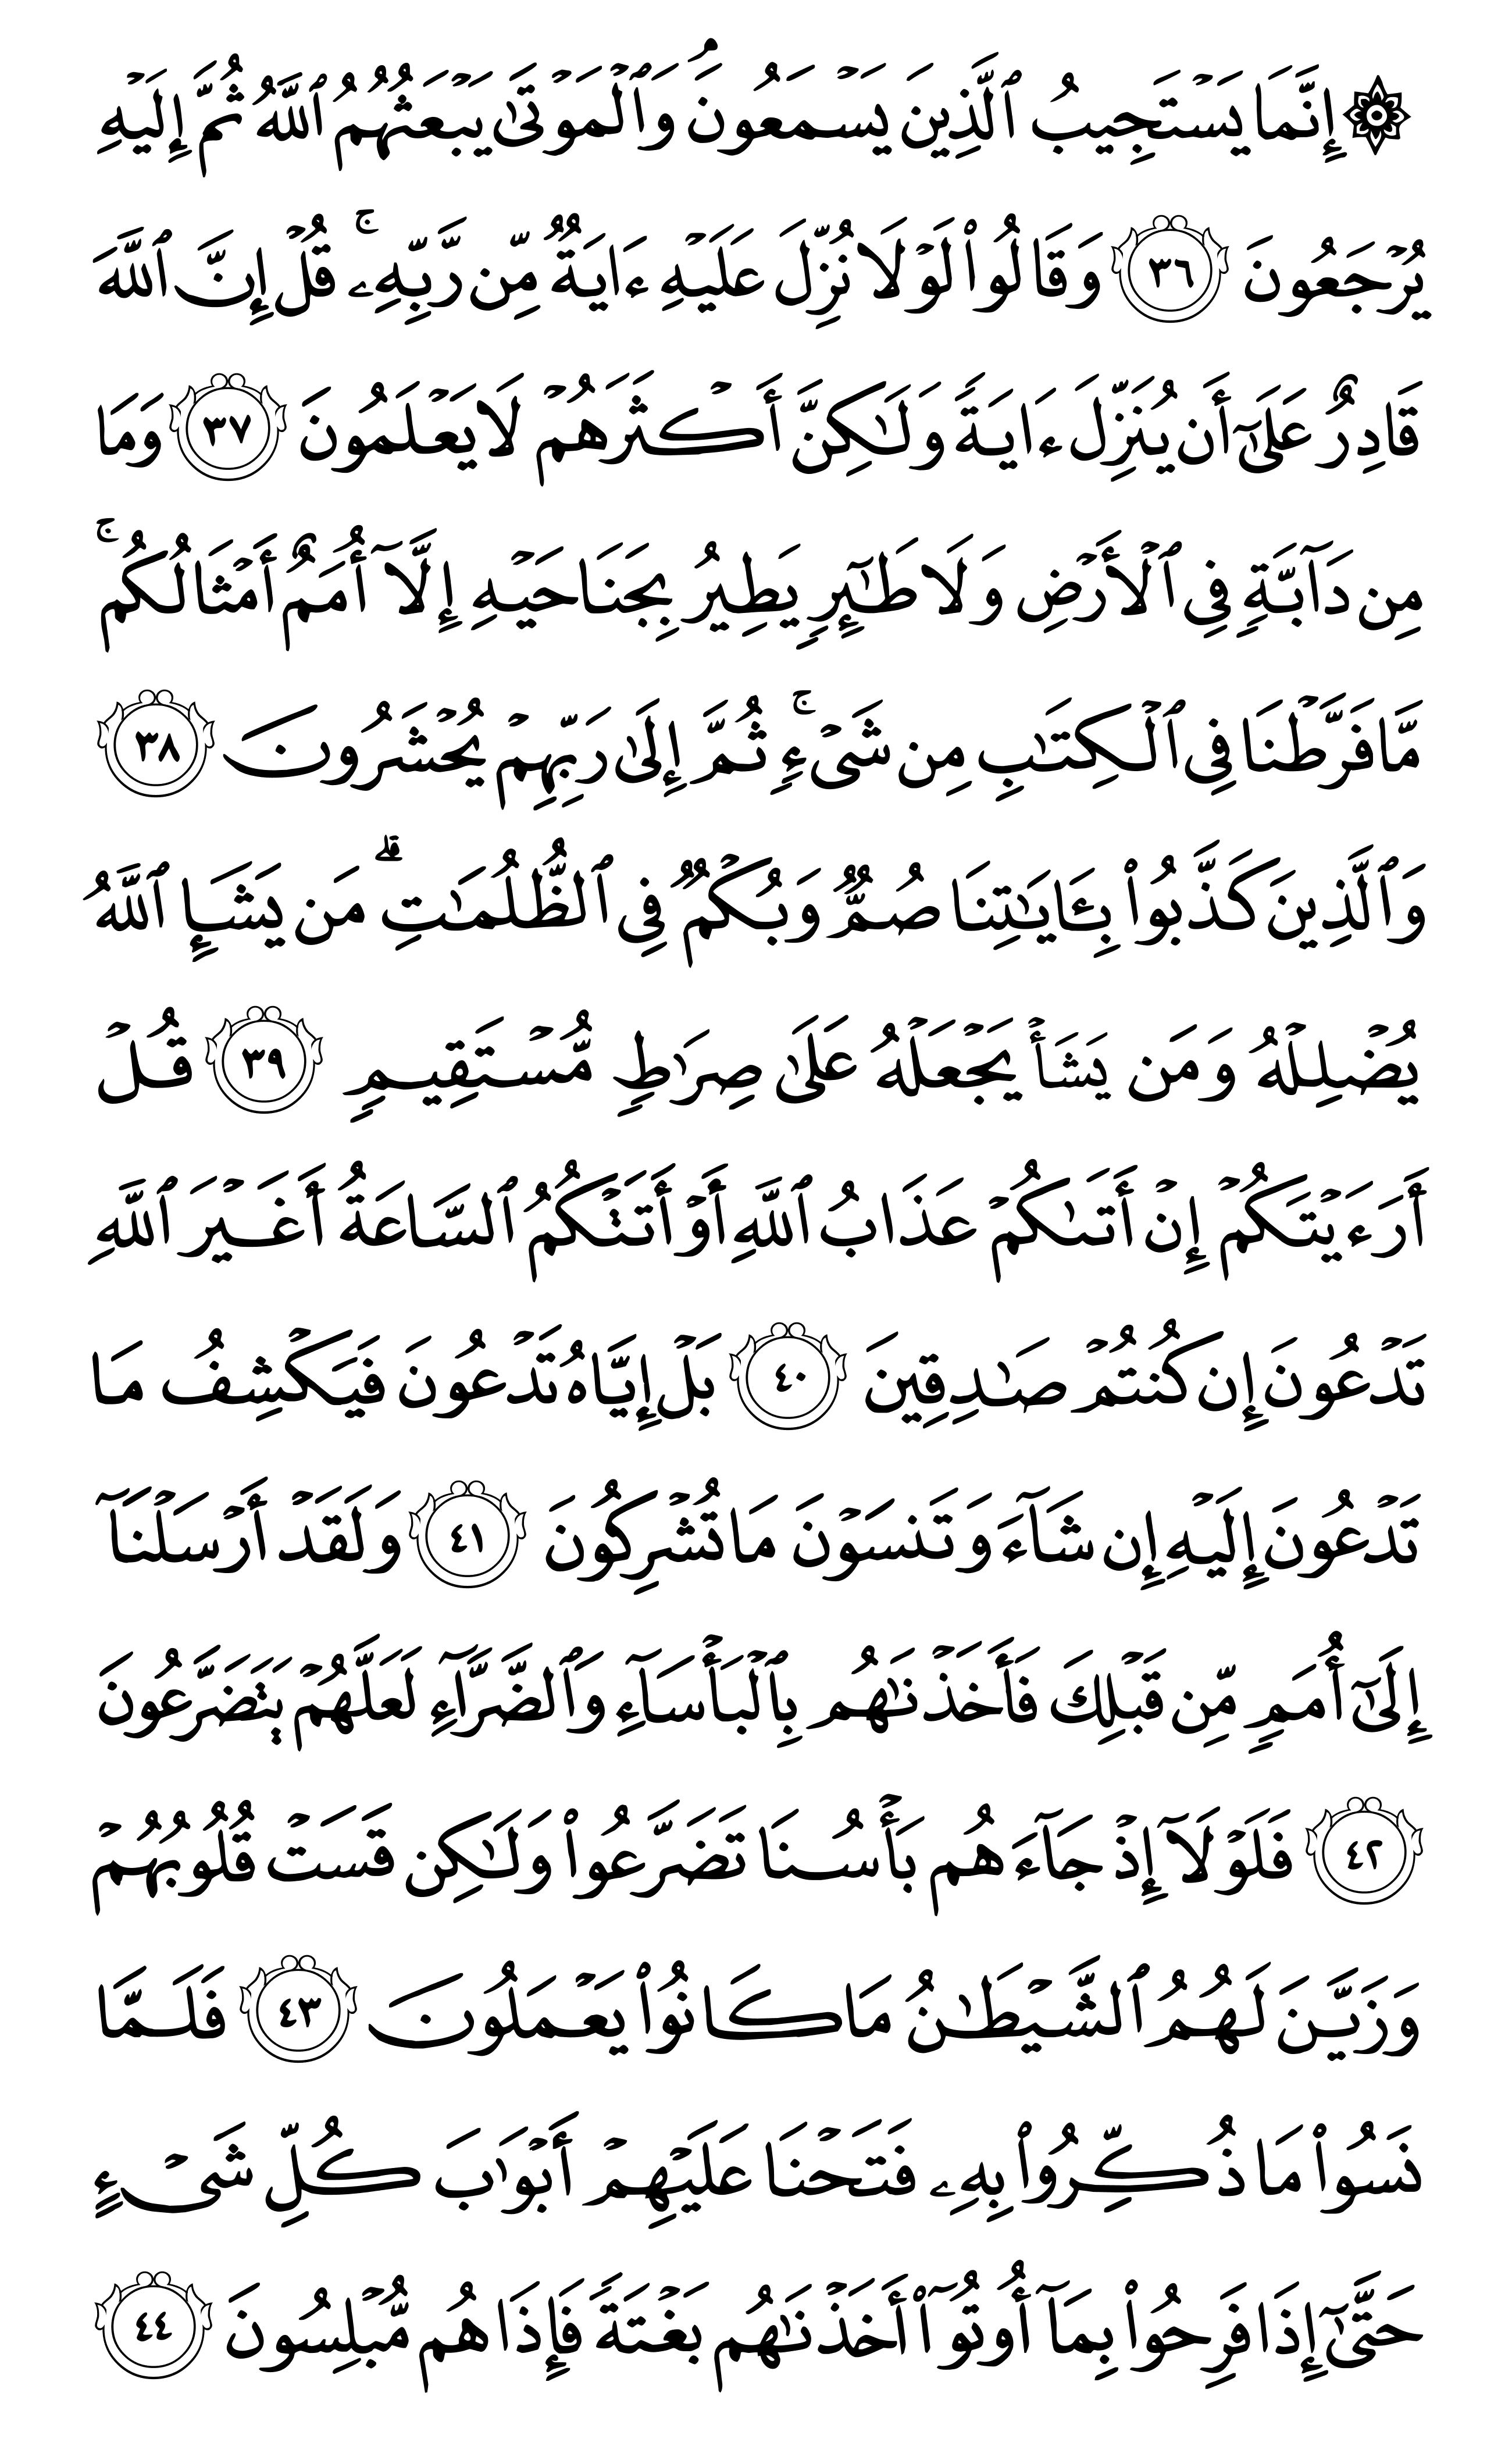 ۞ إِنَّمَا يَسۡتَجِيبُ ٱلَّذِينَ يَسۡمَعُونَۘ وَٱلۡمَوۡتَىٰ يَبۡعَثُهُمُ ٱللَّهُ ثُمَّ إِلَيۡهِ
يُرۡجَعُونَ ٣٦ وَقَالُواْ لَوۡلَا نُزِّلَ عَلَيۡهِ ءَايَةٞ مِّن رَّبِّهِۦۚ قُلۡ إِنَّ ٱللَّهَ
قَادِرٌ عَلَىٰٓ أَن يُنَزِّلَ ءَايَةٗ وَلَٰكِنَّ أَكۡثَرَهُمۡ لَا يَعۡلَمُونَ ٣٧ وَمَا
مِن دَآبَّةٖ فِي ٱلۡأَرۡضِ وَلَا طَٰٓئِرٖ يَطِيرُ بِجَنَاحَيۡهِ إِلَّآ أُمَمٌ أَمۡثَالُكُمۚ
مَّا فَرَّطۡنَا فِي ٱلۡكِتَٰبِ مِن شَيۡءٖۚ ثُمَّ إِلَىٰ رَبِّهِمۡ يُحۡشَرُونَ ٣٨
وَٱلَّذِينَ كَذَّبُواْ بِـَٔايَٰتِنَا صُمّٞ وَبُكۡمٞ فِي ٱلظُّلُمَٰتِۗ مَن يَشَإِ ٱللَّهُ
يُضۡلِلۡهُ وَمَن يَشَأۡ يَجۡعَلۡهُ عَلَىٰ صِرَٰطٖ مُّسۡتَقِيمٖ ٣٩ قُلۡ
أَرَءَيۡتَكُمۡ إِنۡ أَتَىٰكُمۡ عَذَابُ ٱللَّهِ أَوۡ أَتَتۡكُمُ ٱلسَّاعَةُ أَغَيۡرَ ٱللَّهِ
تَدۡعُونَ إِن كُنتُمۡ صَٰدِقِينَ ٤٠ بَلۡ إِيَّاهُ تَدۡعُونَ فَيَكۡشِفُ مَا
تَدۡعُونَ إِلَيۡهِ إِن شَآءَ وَتَنسَوۡنَ مَا تُشۡرِكُونَ ٤١ وَلَقَدۡ أَرۡسَلۡنَآ
إِلَىٰٓ أُمَمٖ مِّن قَبۡلِكَ فَأَخَذۡنَٰهُم بِٱلۡبَأۡسَآءِ وَٱلضَّرَّآءِ لَعَلَّهُمۡ يَتَضَرَّعُونَ
٤٢ فَلَوۡلَآ إِذۡ جَآءَهُم بَأۡسُنَا تَضَرَّعُواْ وَلَٰكِن قَسَتۡ قُلُوبُهُمۡ
وَزَيَّنَ لَهُمُ ٱلشَّيۡطَٰنُ مَا كَانُواْ يَعۡمَلُونَ ٤٣ فَلَمَّا
نَسُواْ مَا ذُكِّرُواْ بِهِۦ فَتَحۡنَا عَلَيۡهِمۡ أَبۡوَٰبَ كُلِّ شَيۡءٍ
حَتَّىٰٓ إِذَا فَرِحُواْ بِمَآ أُوتُوٓاْ أَخَذۡنَٰهُم بَغۡتَةٗ فَإِذَا هُم مُّبۡلِسُونَ ٤٤